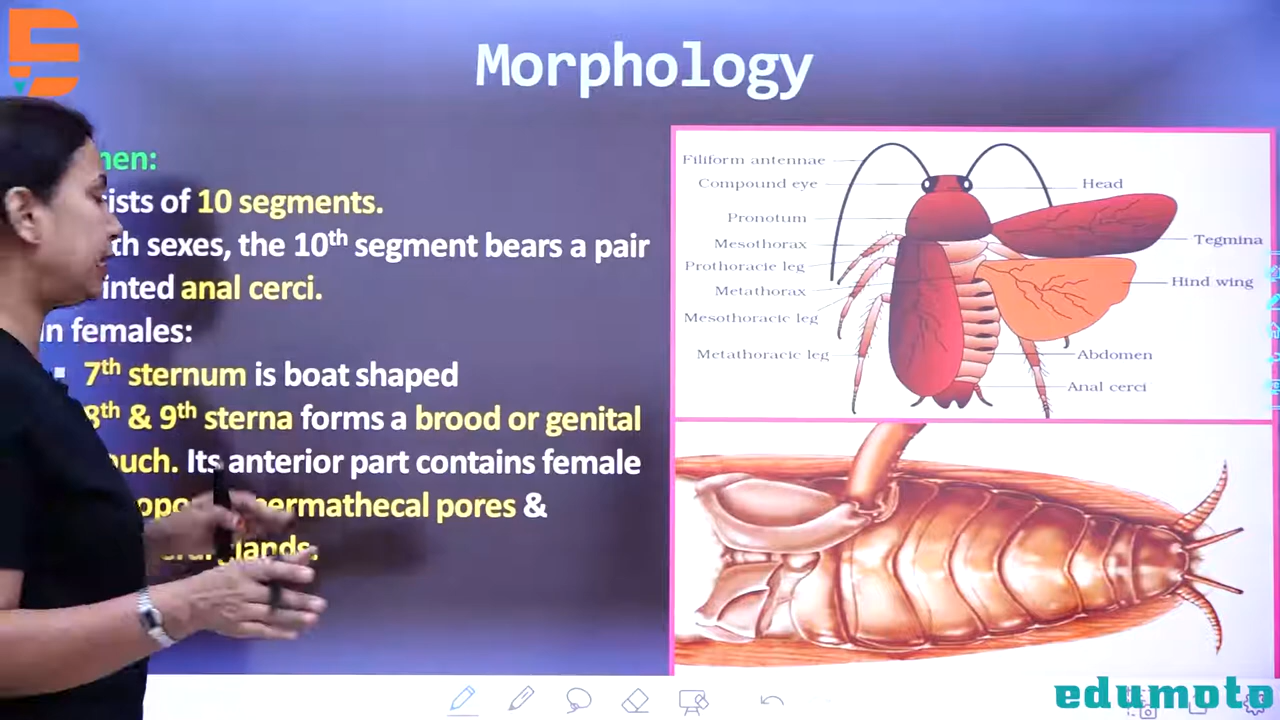 Morphology
men:
sists of 10 segments.
th sexes, the 10th segment bears a pair
inted anal cerci.
In females:
7th sternum is boat shaped
8th & 9th sterna forms a brood or genital
ouch. Its anterior part contains female
permathecal pores &
glands.
Filiform antennae
Compound eye
Pronotum
Mesothorax
Prothoracie leg
Metathorax
Mesothoracic leg
Metathoracic leg
Head
Tegmina
Hind wing
Abdomen
Anal cerci
edumoto